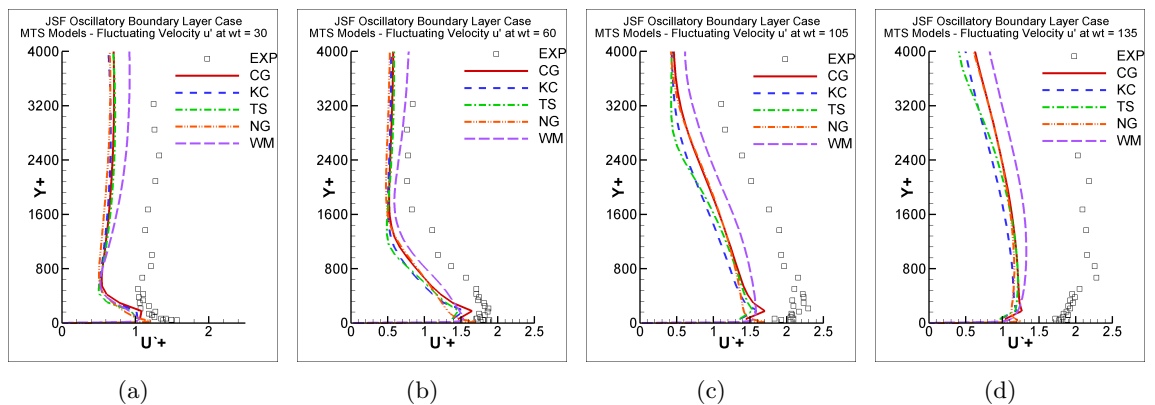 JSF Oscillatory Boundary Layer Case
MTS Models - Fluctuating Velocity u' at wt = 30
4000
3200
2400
1600
800
0
Y+
0
1
2
U`+
EXP
CG
KC
TS
NG
WM
(a)
JSF Oscillatory Boundary Layer Case
MTS Models - Fluctuating Velocity u' at wt = 60
4000
3200
2400
1600
800
0
Y+
0
0.5
1
1.5
2
2.5
U`+
EXP
CG
KC
TS
NG
WM
(b)
JSF Oscillatory Boundary Layer Case
MTS Models - Fluctuating Velocity u' at wt = 105
4000
3200
2400
1600
800
0
Y+
0
0.5
1
1.5
2
2.5
U`+
EXP
CG
KC
TS
NG
WM
(c)
JSF Oscillatory Boundary Layer Case
MTS Models - Fluctuating Velocity u' at wt = 135
4000
3200
2400
1600
800
0
Y+
0
0.5
1
1.5
2
2.5
U`+
EXP
CG
KC
TS
NG
WM
(d)